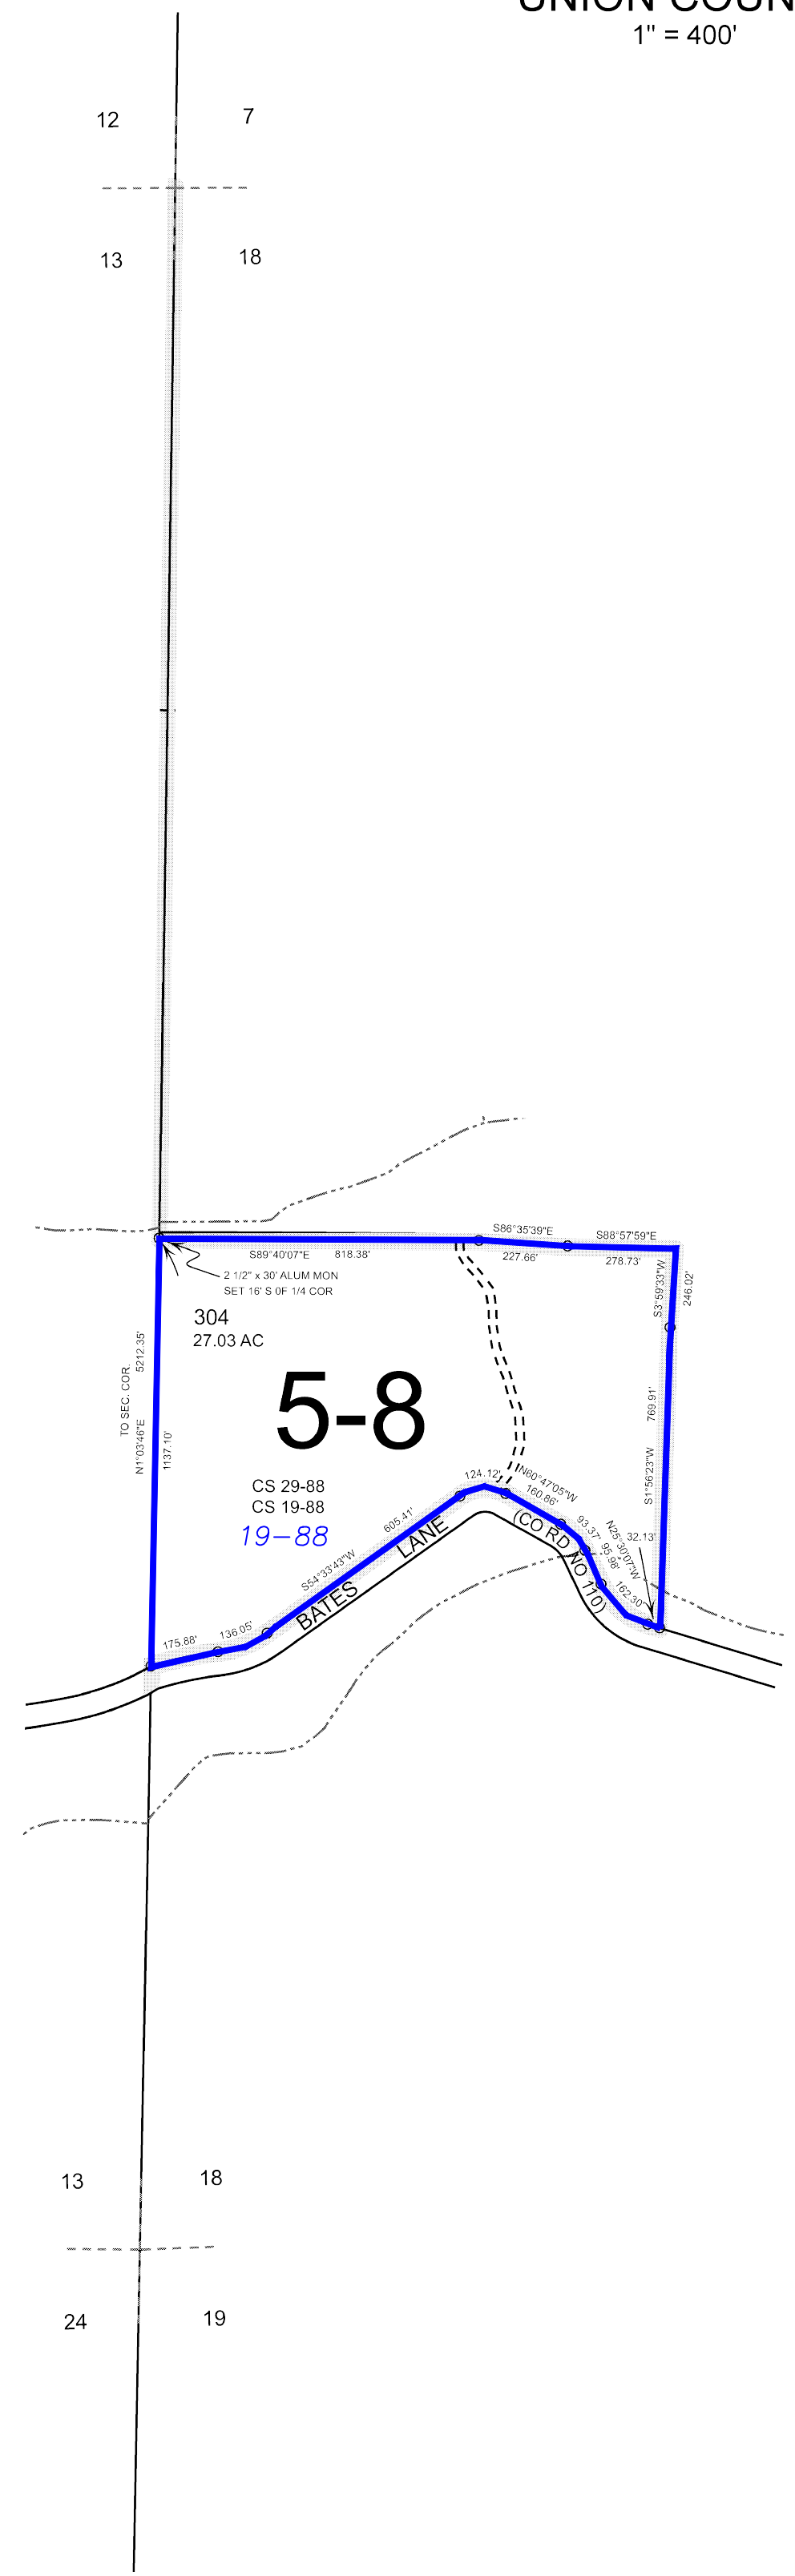 UNION COUN
1" = 400'
12
7
13
18
S86°35'39"E
S88°57'59"E
S89°40'07"E
818.38'
227.66'
278.73'
2 1/2" x 30' ALUM MON
SET 16' S 0F 1/4 COR
S3°59'33"W
246.02'
304
27.03 AC
TO SEC. COR.
5212.35'
N1°03'46"E
1137.10'
5-8
769.91'
S1°56'23"W
CS 29-88
CS 19-88
19-88
124.12'
N60°47'05"W
160.86'
605.41'
S54°33'43"W
BATES LANE
(CO RD NO 110)
93.37'
95.98'
N25°30'07"W
32.13'
162.30'
175.88'
136.05'
13
18
24
19